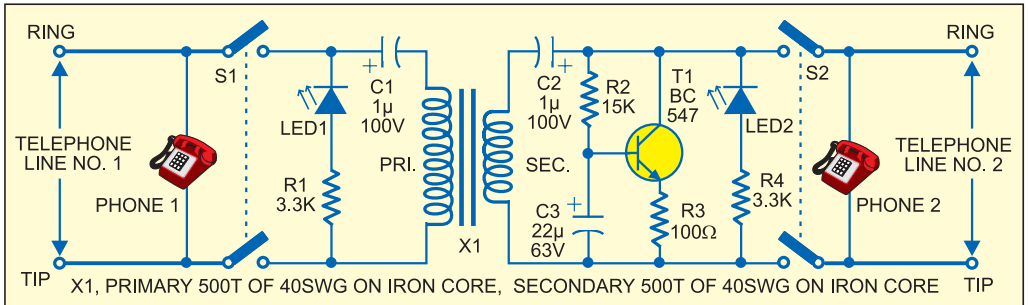 RING
S1
TELEPHONE
LINE NO. 1
PHONE 1
TIP
LED1
R1
3.3K
+
C1
1µ
100V
PRI.
X1
SEC.
C2
+
1µ
100V
R2
15K
T1
BC
547
+
C3
22µ
63V
R3
100Ω
LED2
R4
3.3K
S2
RING
TELEPHONE
LINE NO. 2
PHONE 2
TIP
X1, PRIMARY 500T OF 40SWG ON IRON CORE, SECONDARY 500T OF 40SWG ON IRON CORE